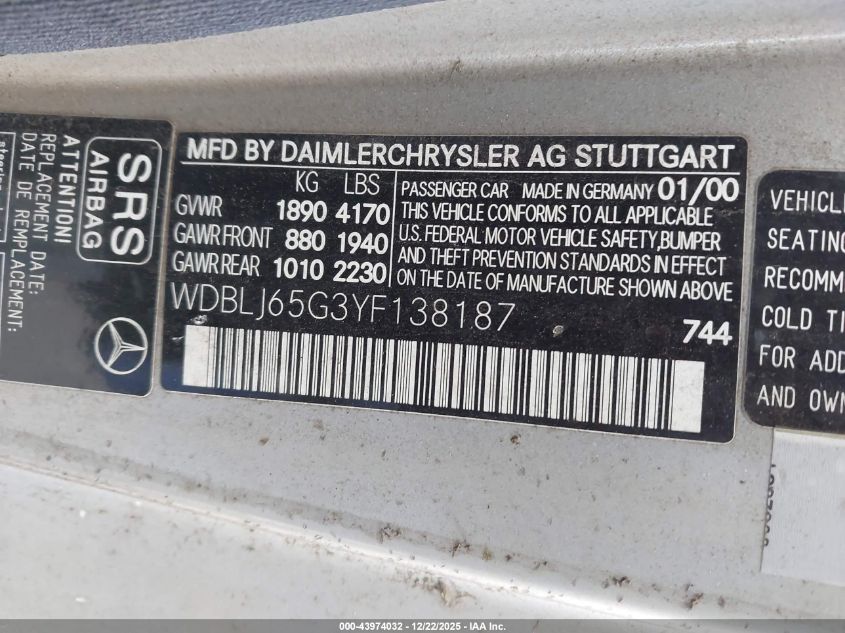 ATTENTION!
REPLACEMENT DATE:
DATE DE REMPLACEMENT:
SRS
AIRBAG
MFD BY DAIMLERCHRYSLER AG STUTTGART
KG LBS
GVWR 1890 4170
GAWR FRONT 880 1940
GAWR REAR 1010 2230
PASSENGER CAR MADE IN GERMANY 01/00
THIS VEHICLE CONFORMS TO ALL APPLICABLE
U.S. FEDERAL MOTOR VEHICLE SAFETY,BUMPER
AND THEFT PREVENTION STANDARDS IN EFFECT
ON THE DATE OF MANUFACTURE SHOWN ABOVE
WDBLJ65G3YF138187
744
VEHICLE
SEATING
RECOMM
COLD TI
FOR ADD
AND OWN
000-43974032 - 12/22/2025 - IAA Inc.